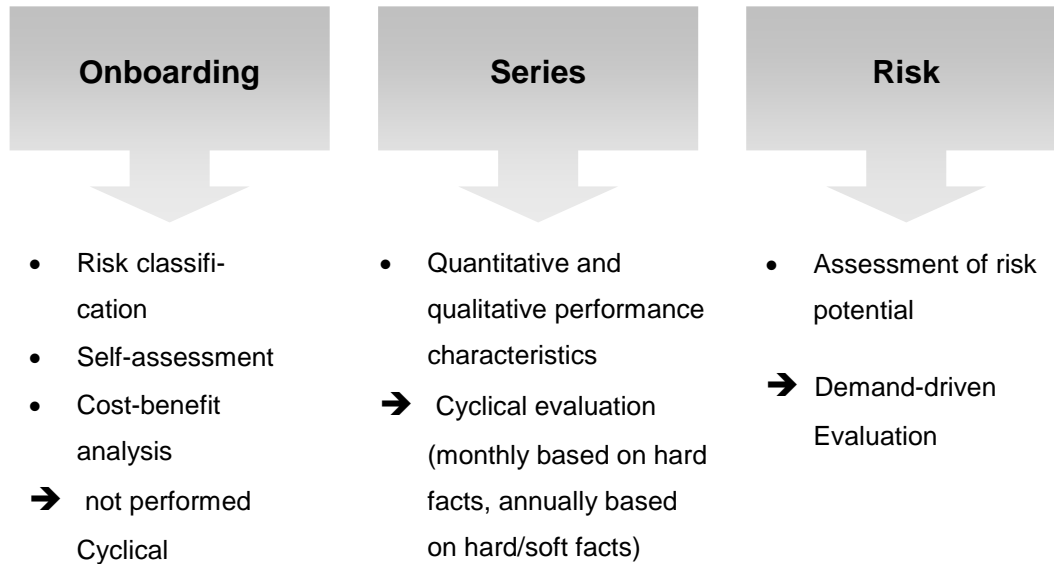 Onboarding
• Risk classifi-
cation
• Self-assessment
• Cost-benefit
analysis
➔ not performed
Cyclical
Series
• Quantitative and
qualitative performance
characteristics
➔ Cyclical evaluation
(monthly based on hard
facts, annually based
on hard/soft facts)
Risk
• Assessment of risk
potential
➔ Demand-driven
Evaluation